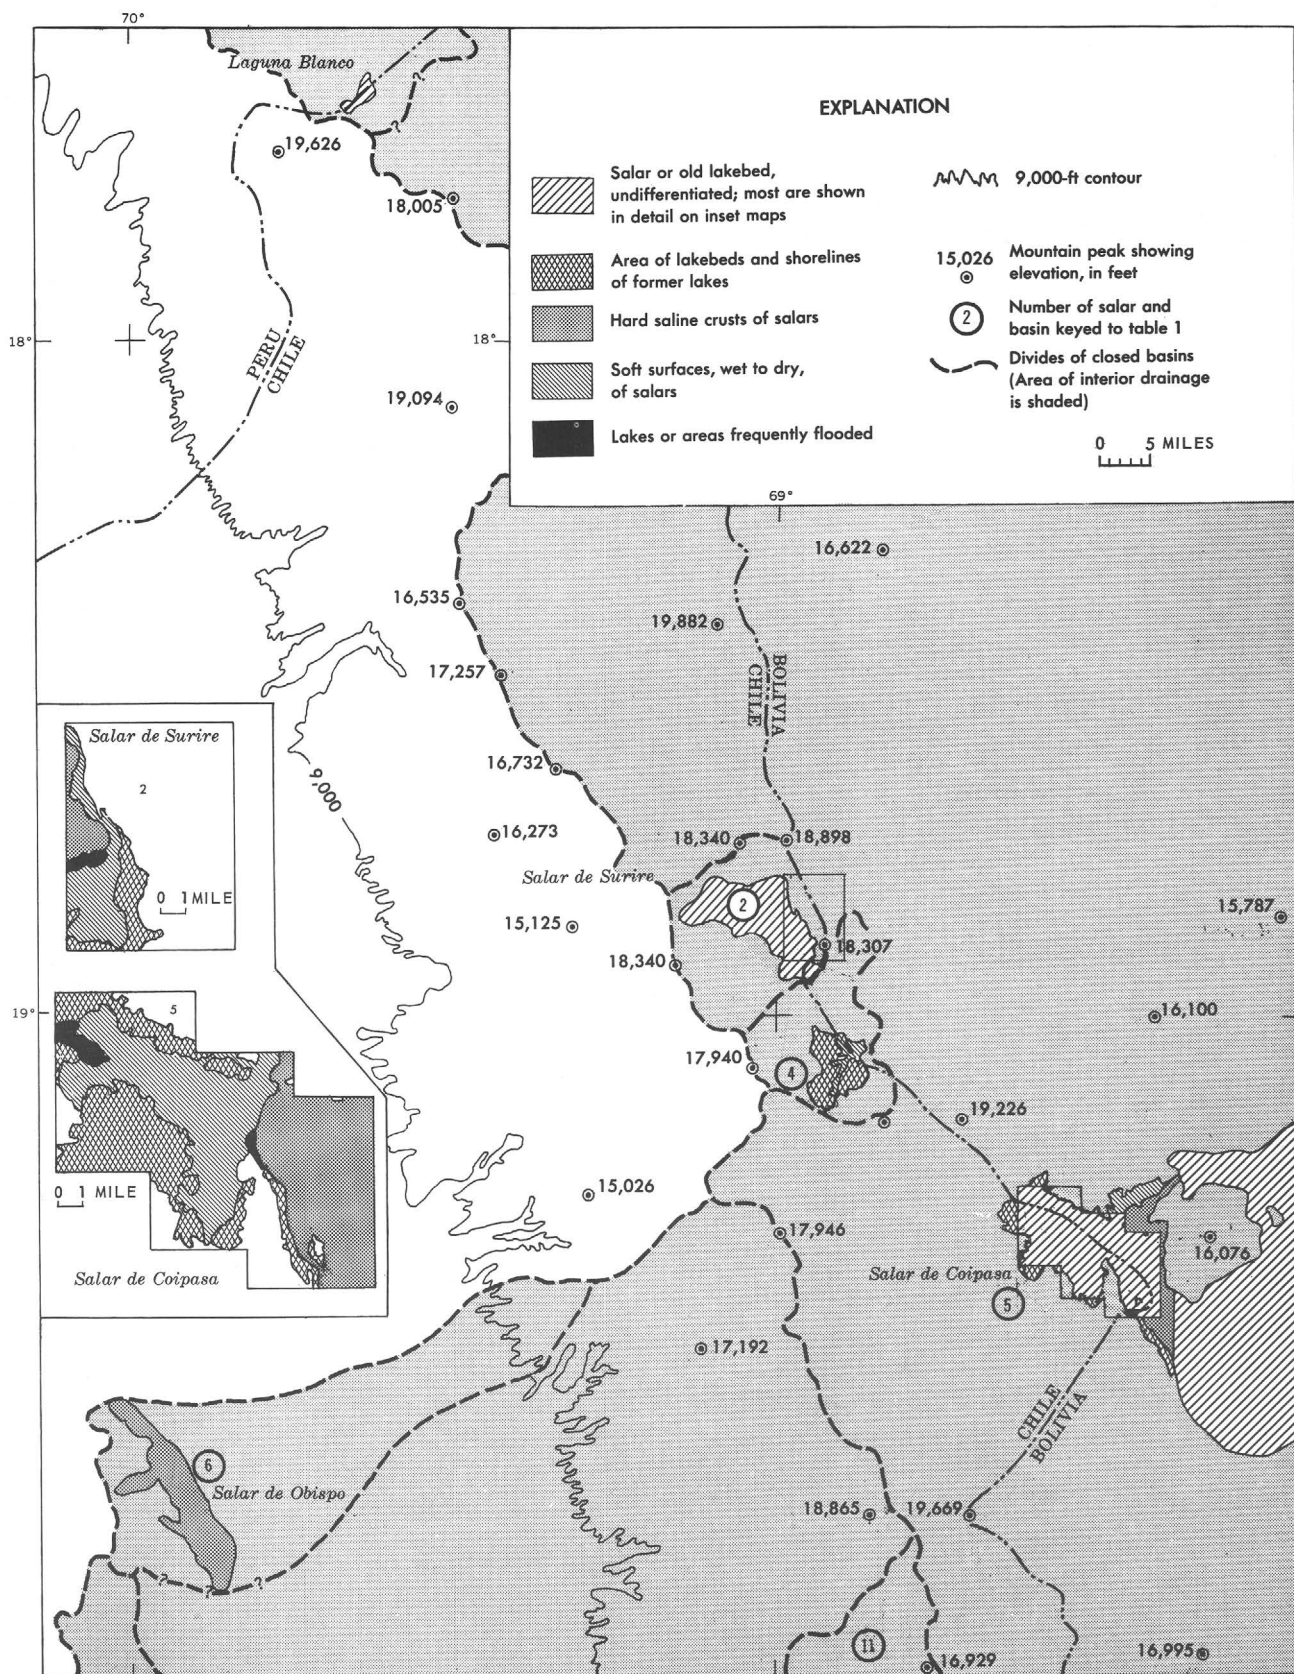 70°
Laguna Blanco
?
?
19,626
18,005
18°
18°
PERU
CHILE
19,094
EXPLANATION
Salar or old lakebed,
undifferentiated; most are shown
in detail on inset maps
Area of lakebeds and shorelines
of former lakes
Hard saline crusts of salars
Soft surfaces, wet to dry,
of salars
Lakes or areas frequently flooded
9,000-ft contour
15,026
Mountain peak showing
elevation, in feet
2
Number of salar and
basin keyed to table 1
Divides of closed basins
(Area of interior drainage
is shaded)
0 5 MILES
69°
16,622
16,535
19,882
17,257
BOLIVIA
CHILE
16,732
9,000
16,273
18,340
18,898
Salar de Surire
2
15,125
18,340
18,307
15,787
Salar de Surire
2
0 1 MILE
19°
16,100
17,940
4
19,226
5
0 1 MILE
Salar de Coipasa
15,026
17,946
16,076
Salar de Coipasa
5
17,192
CHILE
BOLIVIA
6
Salar de Obispo
18,865
19,669
?
?
?
11
16,929
16,995